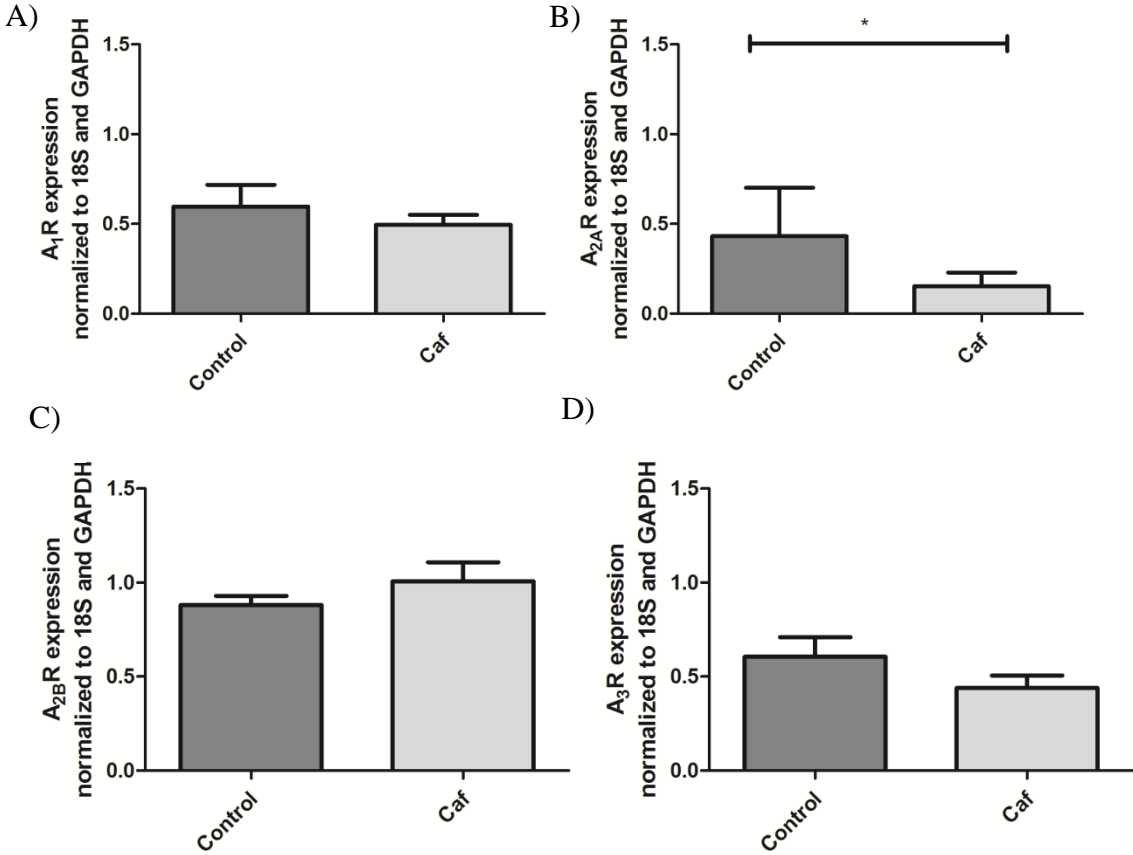 A)
A1R expression
normalized to 18S and GAPDH
1.5
1.0
0.5
0.0
Control
Caf
B)
*
A2AR expression
normalized to 18S and GAPDH
1.5
1.0
0.5
0.0
Control
Caf
C)
A2BR expression
normalized to 18S and GAPDH
1.5
1.0
0.5
0.0
Control
Caf
D)
A3R expression
normalized to 18S and GAPDH
1.5
1.0
0.5
0.0
Control
Caf